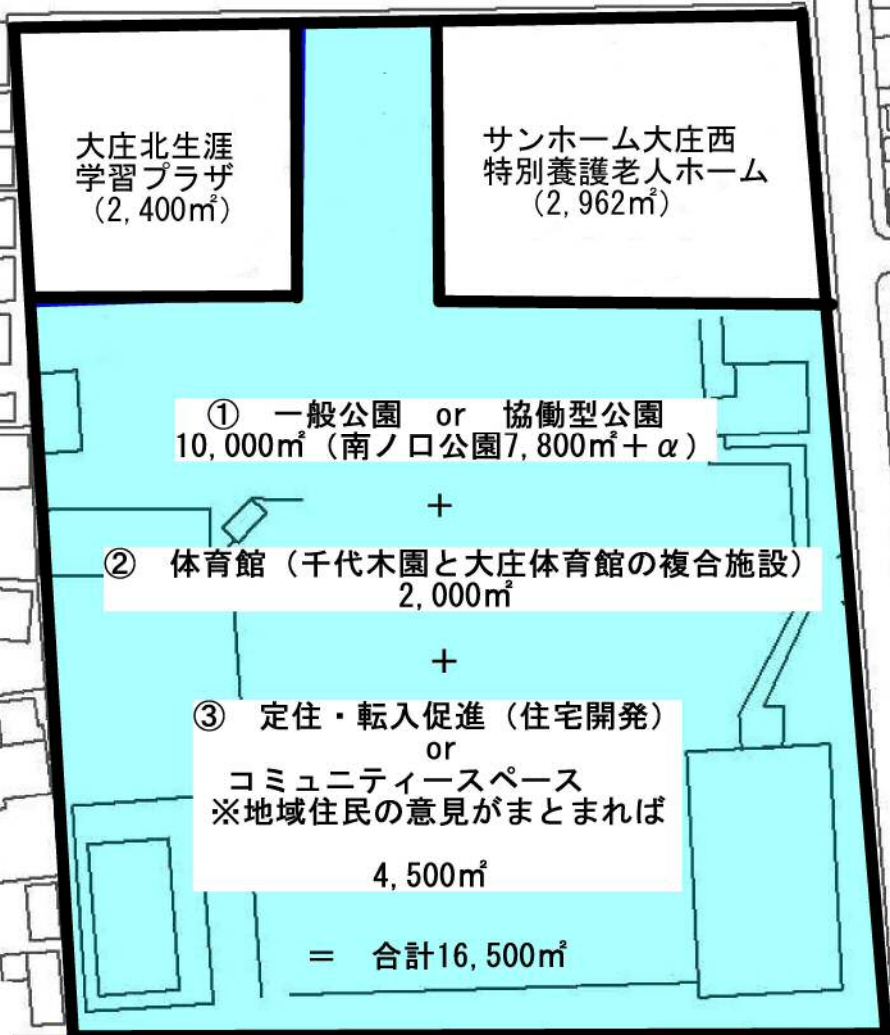 大庄北生涯
学習プラザ
（2,400㎡）
サンホーム大庄西
特別養護老人ホーム
（2,962㎡）
①　一般公園　or　協働型公園
10,000㎡（南ノ口公園7,800㎡＋α）
＋
②　体育館（千代木園と大庄体育館の複合施設）
2,000㎡
＋
③　定住・転入促進（住宅開発）
or
コミュニティースペース
※地域住民の意見がまとまれば
4,500㎡
＝　合計16,500㎡